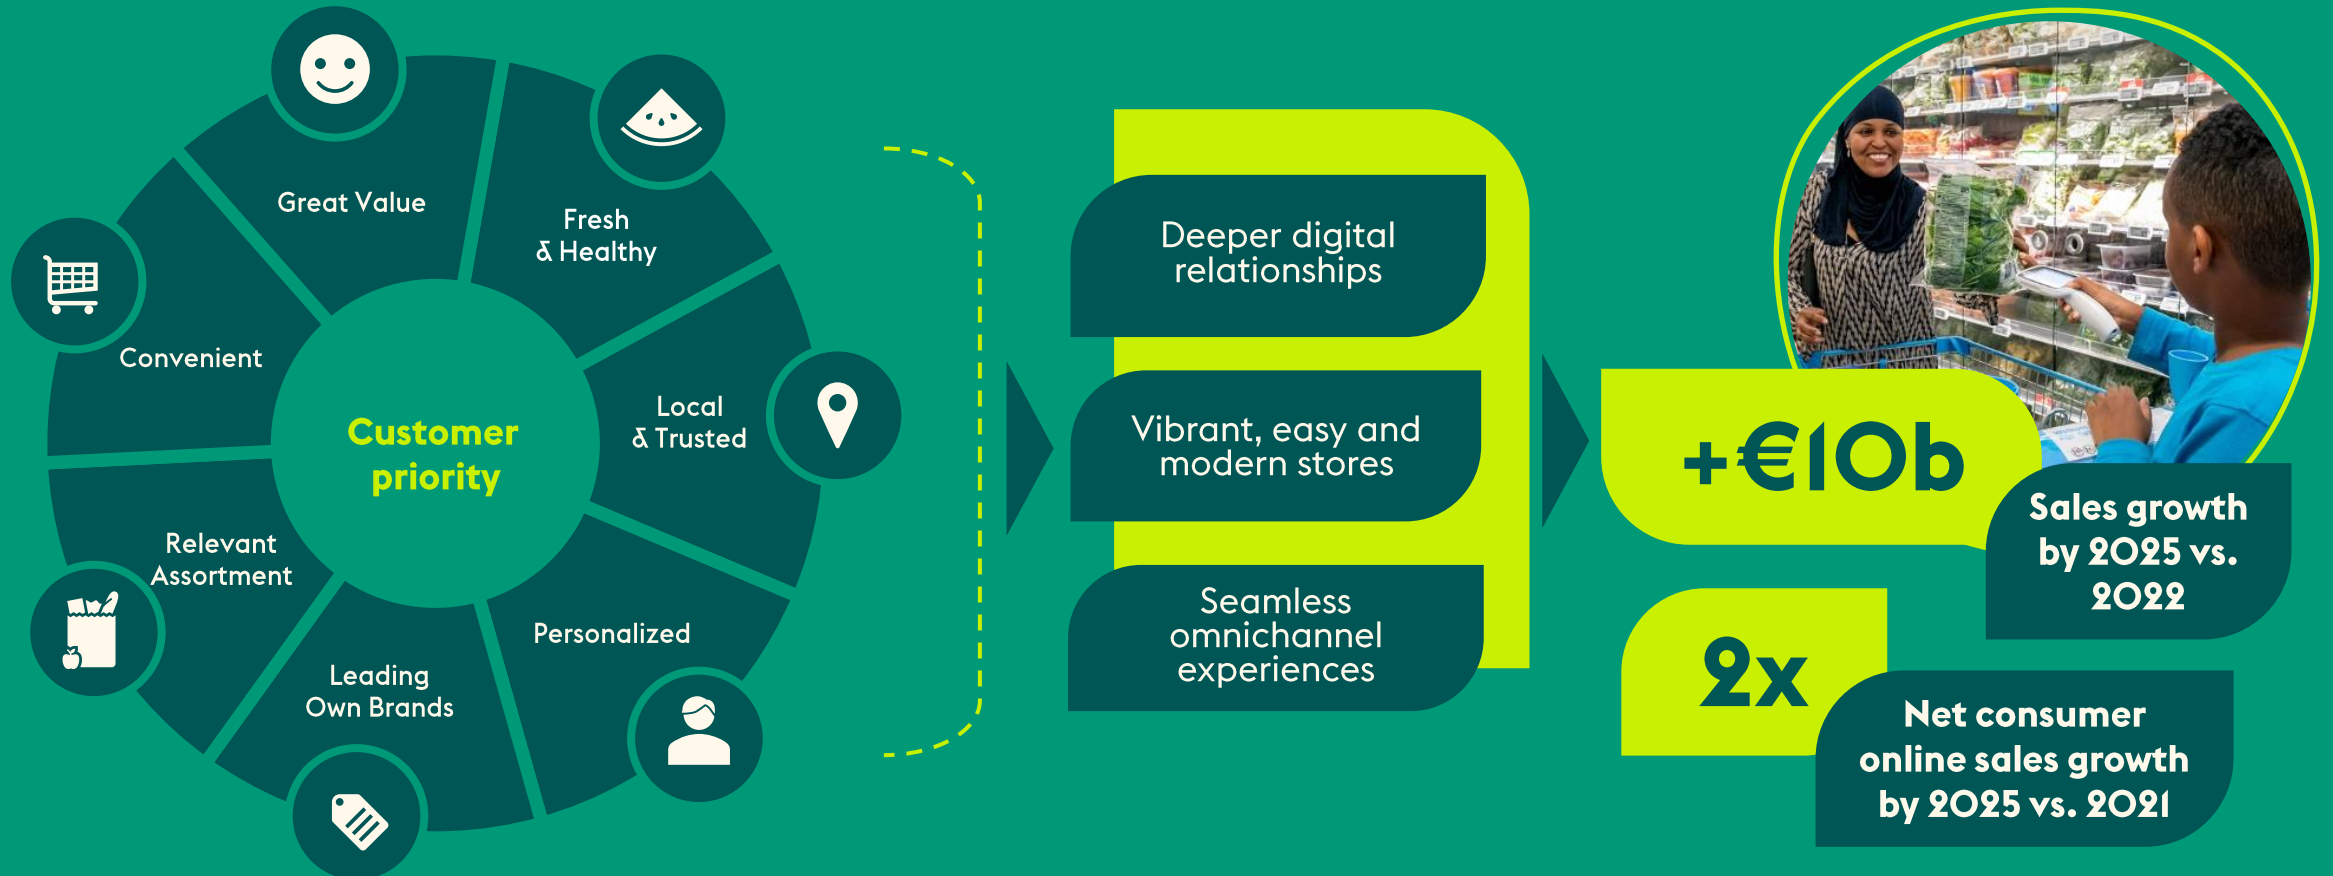 Great Value
Fresh
& Healthy
Local
& Trusted
Personalized
Leading
Own Brands
Relevant
Assortment
Convenient
Customer
priority
Deeper digital
relationships
Vibrant, easy and
modern stores
Seamless
omnichannel
experiences
+€10b
Sales growth
by 2025 vs.
2022
2x
Net consumer
online sales growth
by 2025 vs. 2021